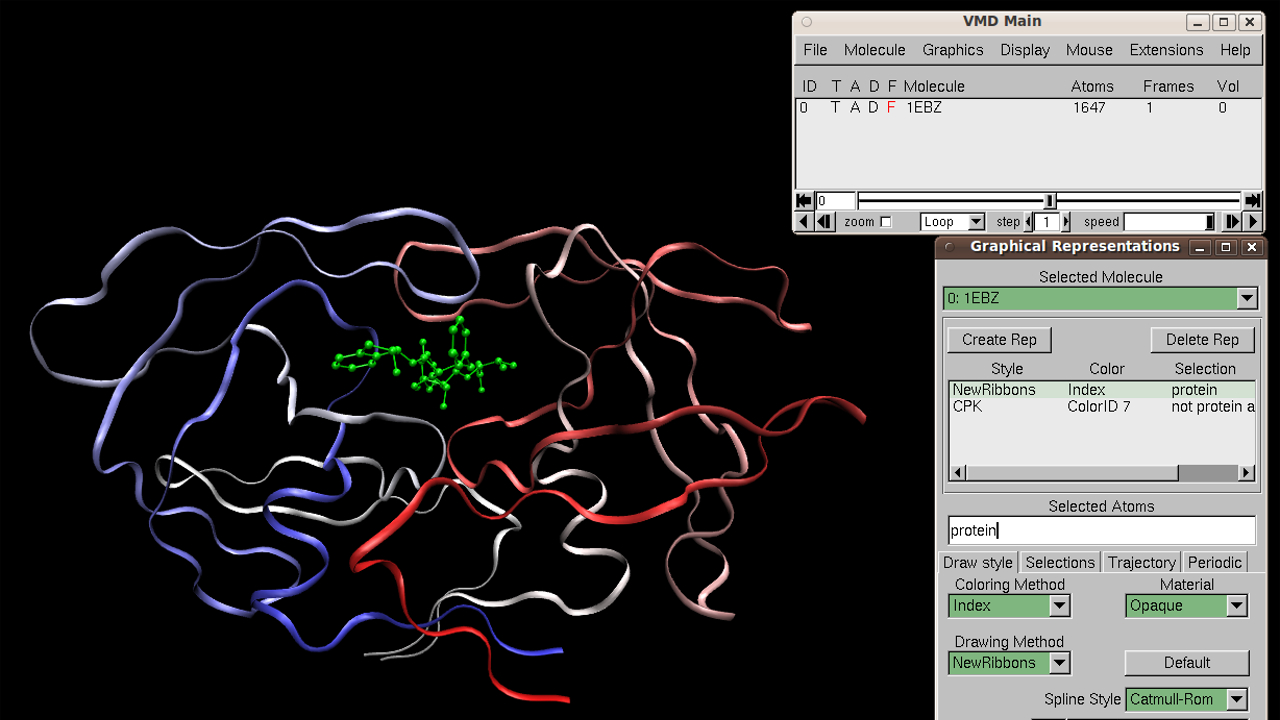 VMD Main
File Molecule Graphics Display Mouse Extensions Help
ID T A D F Molecule Atoms Frames Vol
0 T A D F 1EBZ 1647 1 0
0
zoom Loop step 1 speed
Graphical Representations
Selected Molecule
0: 1EBZ
Create Rep Delete Rep
Style Color Selection
NewRibbons Index protein
CPK ColorID 7 not protein a
Selected Atoms
protein
Draw style Selections Trajectory Periodic
Coloring Method Material
Index Opaque
Drawing Method
NewRibbons Default
Spline Style Catmull-Rom